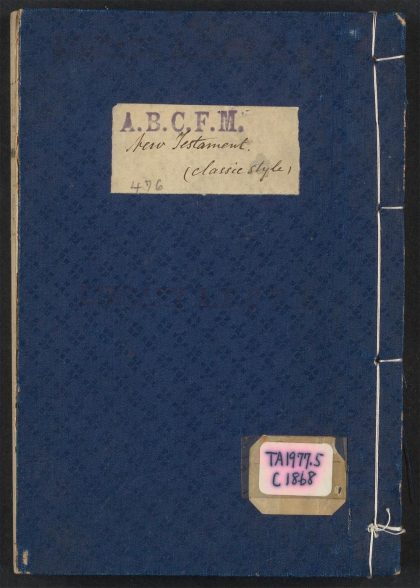 A.B.C.F.M.
New Testament.
(classic style)
476
TA1977.5
C1868